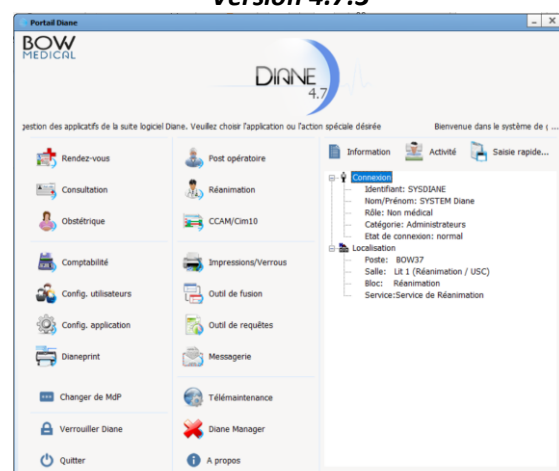 Version 4.7.5
Portail Diane
BOW
MEDICAL
DIANE
4.7
gestion des applicatifs de la suite logiciel Diane. Veuillez choisir l'application ou l'action spéciale désirée
Bienvenue dans le système de
Rendez-vous
Post opératoire
Consultation
Réanimation
Obstétrique
CCAM/Cim10
Comptabilité
Impressions/Verrous
Config. utilisateurs
Outil de fusion
Config. application
Outil de requêtes
Dianeprint
Messagerie
Changer de MdP
Télémaintenance
Verrouiller Diane
Diane Manager
Quitter
A propos
Information
Activité
Saisie rapide...
Connexion
Identifiant: SYSDIANE
Nom/Prénom: SYSTEM Diane
Rôle: Non médical
Catégorie: Administrateurs
Etat de connexion: normal
Localisation
Poste: BOW37
Salle: Lit 1 (Réanimation / USC)
Bloc: Réanimation
Service:Service de Réanimation